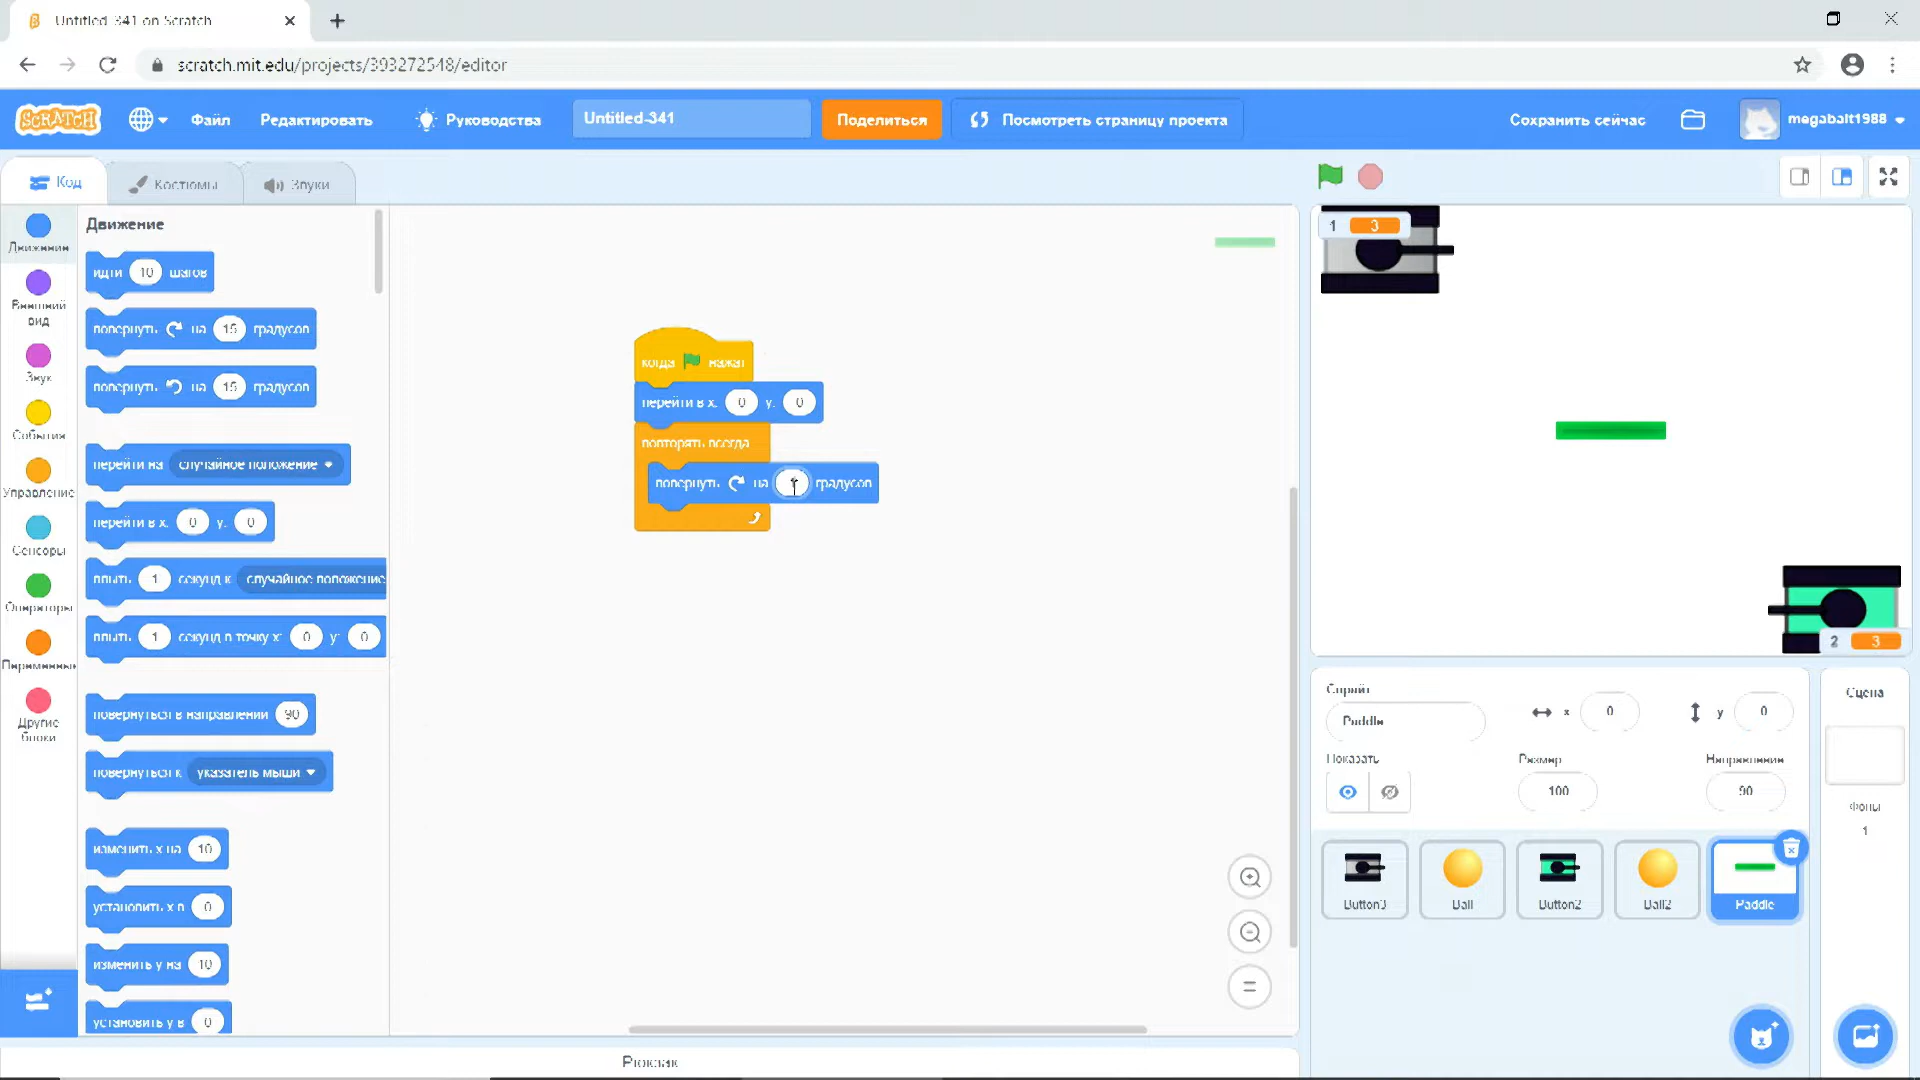 Untitled-341 on Scratch
scratch.mit.edu/projects/393272548/editor
SCRATCH
Файл
Редактировать
Руководства
Untitled-341
Поделиться
Посмотреть страницу проекта
Сохранить сейчас
megabait1988
Код
Костюмы
Звуки
Движение
Движение
идти 10 шагов
Внешний вид
повернуть на 15 градусов
Звук
повернуть на 15 градусов
События
перейти на случайное положение
Управление
перейти в x: 0 y: 0
Сенсоры
плыть 1 секунд к случайное положение
Операторы
плыть 1 секунд в точку x: 0 y: 0
Переменные
повернуться в направлении 90
Другие блоки
повернуться к указатель мыши
изменить x на 10
установить x в 0
изменить y на 10
установить y в 0
когда нажат
перейти в x: 0 y: 0
повторять всегда
повернуть на градусов
1 3
2 3
Спрайт
Paddle
x 0
y 0
Показать
Размер
100
Направление
90
Button3
Ball
Button2
Ball2
Paddle
Сцена
Фоны
1
Рюкзак